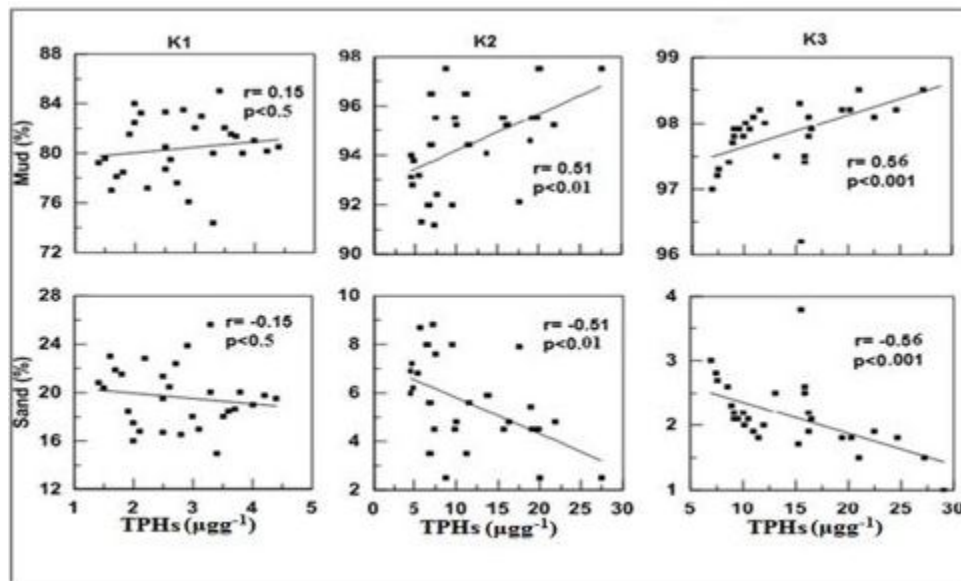 K1
K2
K3
Mud (%)
88
84
80
76
72
r= 0.15
p<0.5
98
96
94
92
90
r= 0.51
p<0.01
99
98
97
96
r= 0.56
p<0.001
Sand (%)
28
24
20
16
12
r= -0.15
p<0.5
10
8
6
4
2
r= -0.51
p<0.01
4
3
2
1
r= -0.56
p<0.001
1 2 3 4 5
0 5 10 15 20 25 30
5 10 15 20 25 30
TPHs (µgg⁻¹)
TPHs (µgg⁻¹)
TPHs (µgg⁻¹)